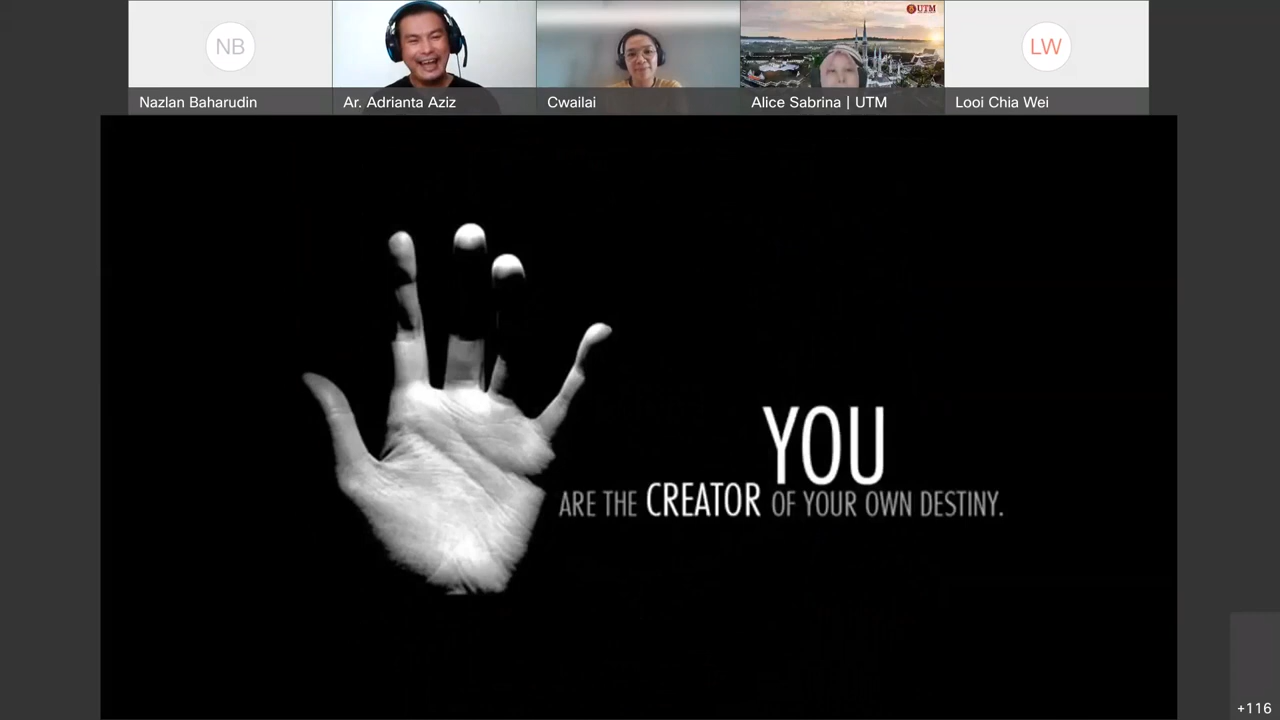 UTM
NB
LW
Nazlan Baharudin
Ar. Adrianta Aziz
Cwailai
Alice Sabrina | UTM
Looi Chia Wei
YOU
ARE THE CREATOR OF YOUR OWN DESTINY.
+116